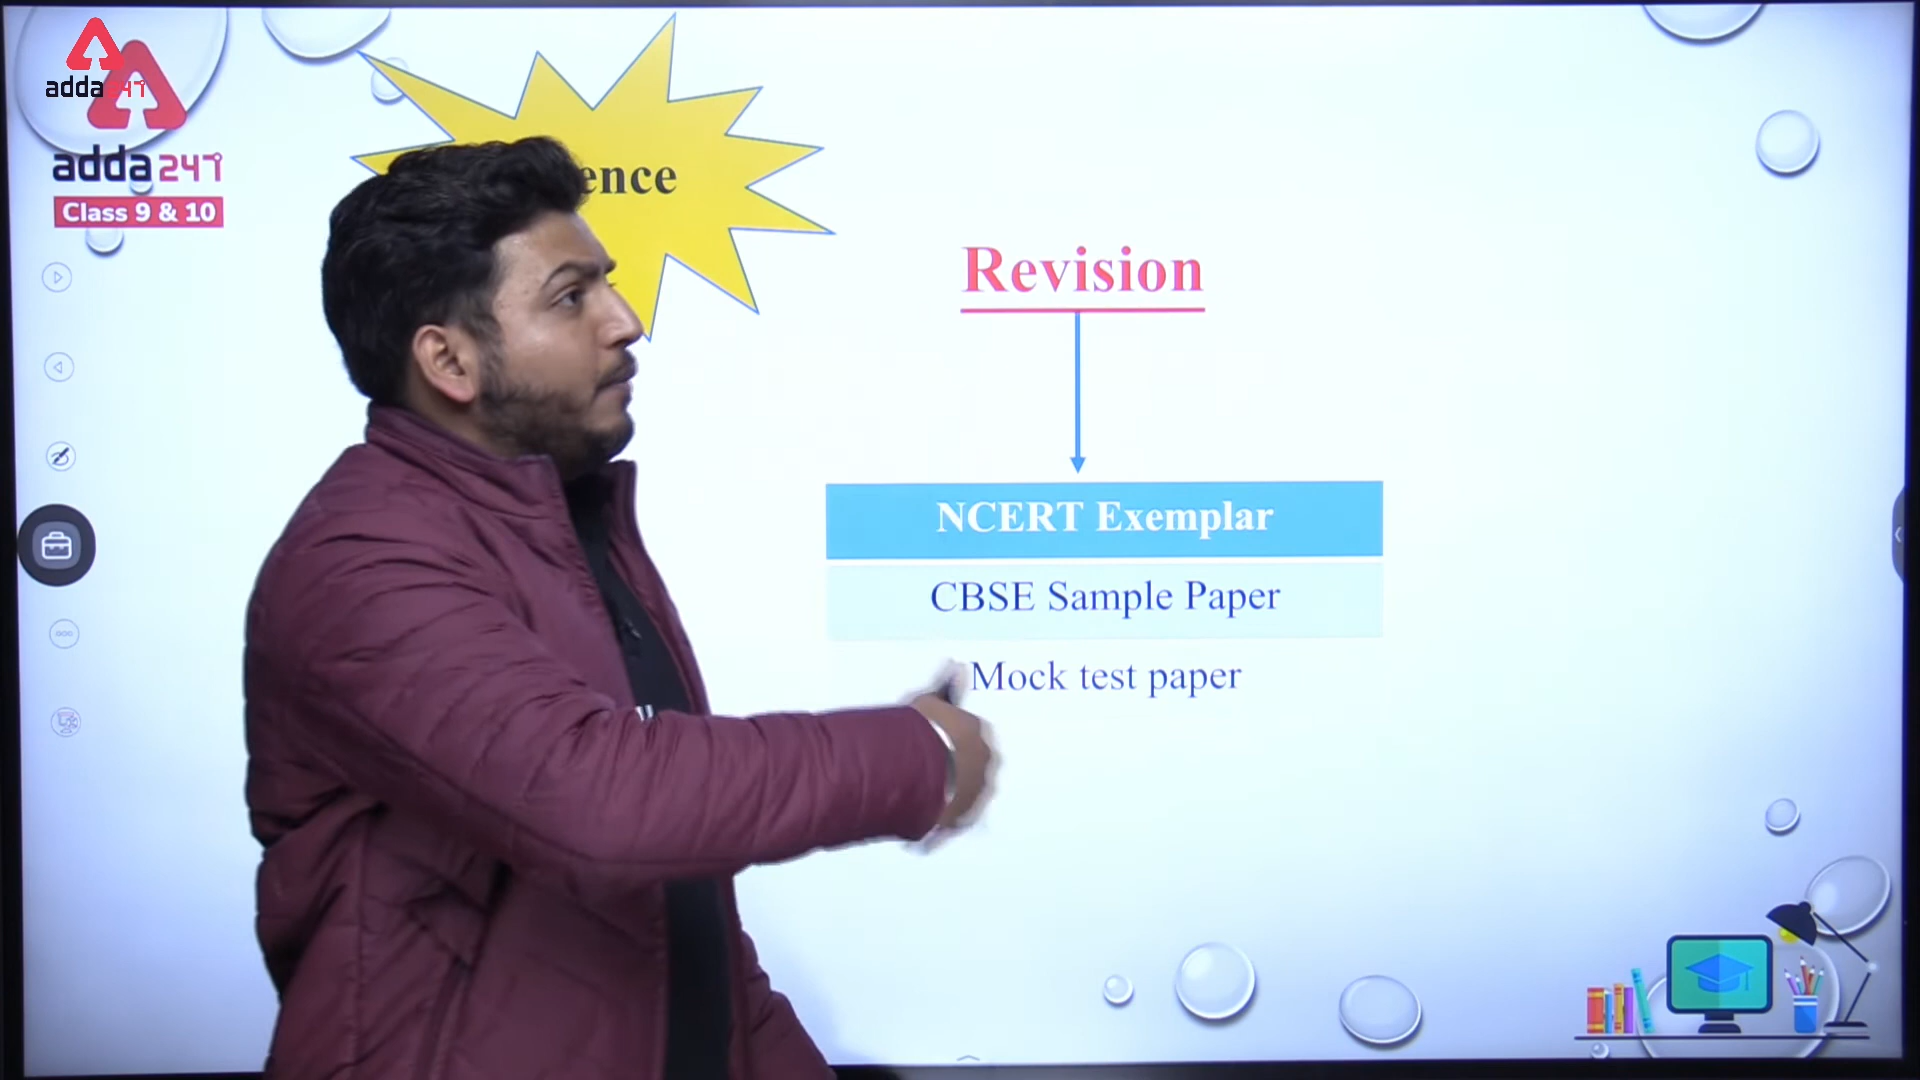 adda247
adda247
Class 9 & 10
ence
Revision
NCERT Exemplar
CBSE Sample Paper
Mock test paper